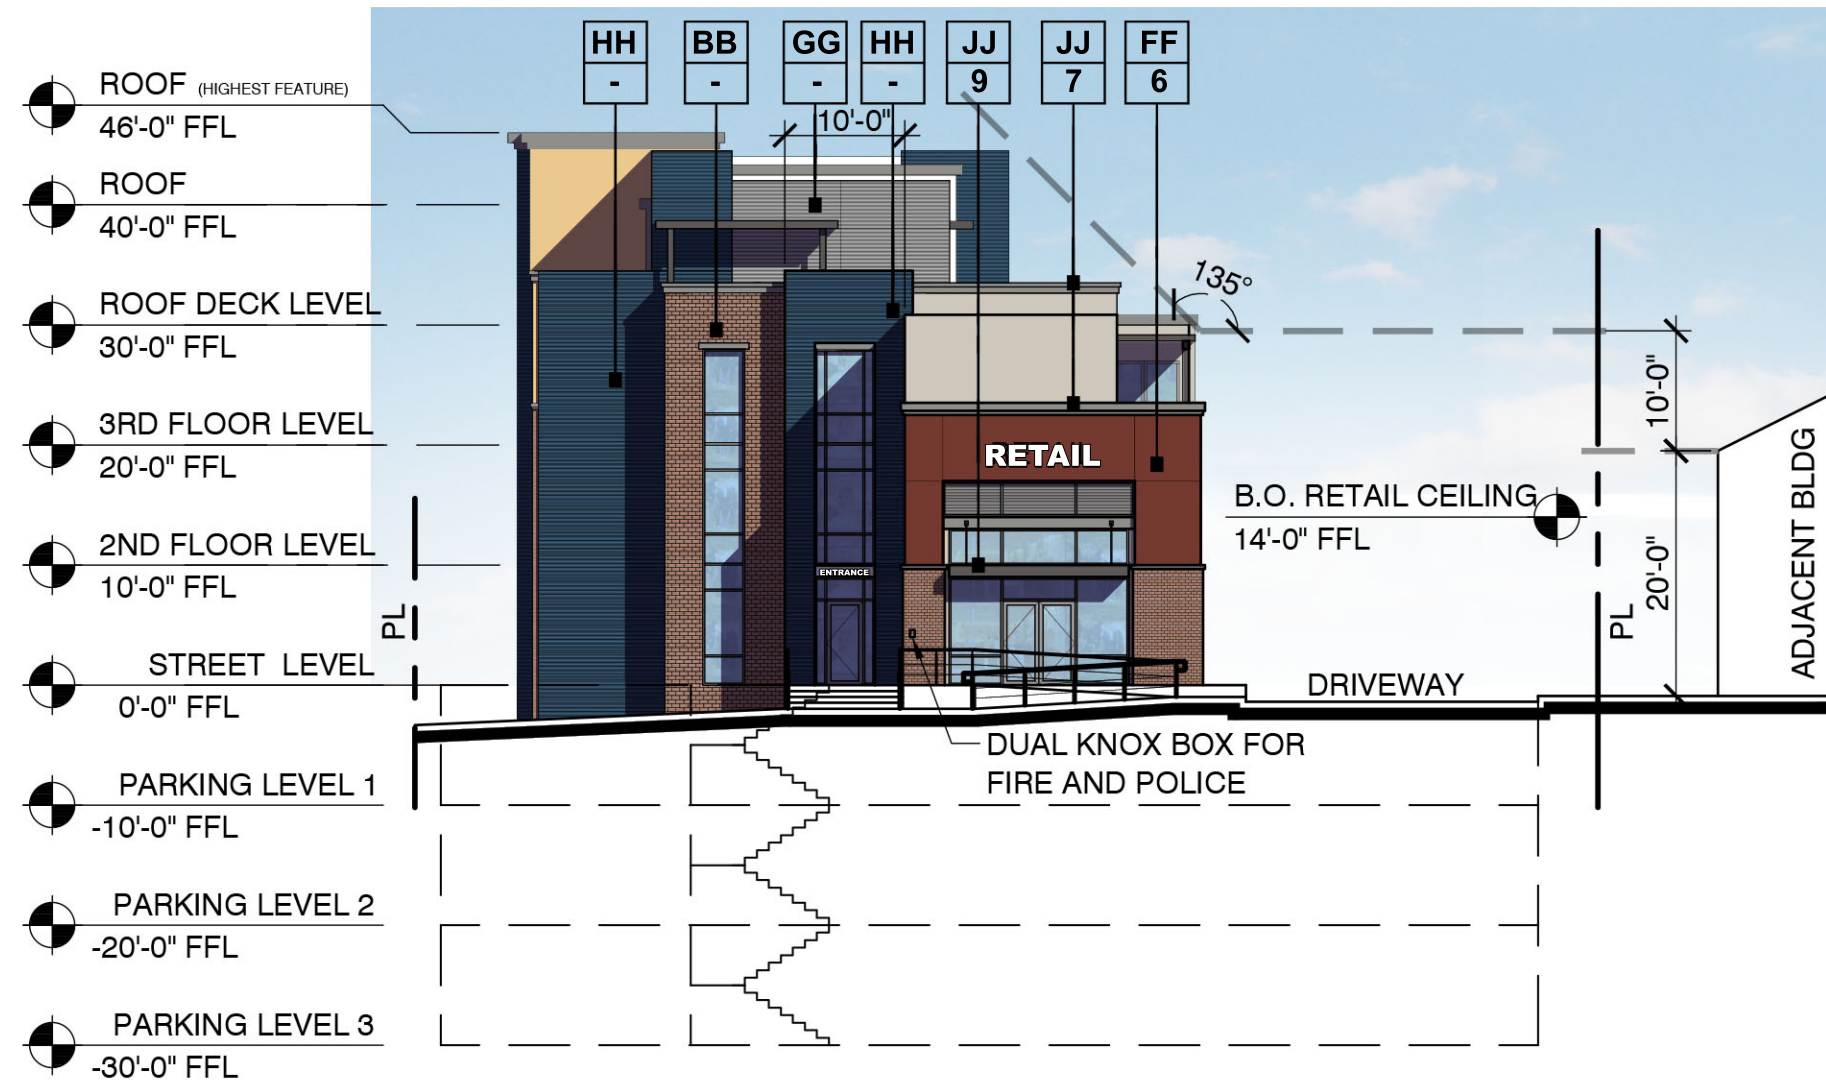 HH BB GG HH JJ JJ FF
- - - - 9 7 6
ROOF (HIGHEST FEATURE)
46'-0" FFL
10'-0"
ROOF
40'-0" FFL
135°
ROOF DECK LEVEL
30'-0" FFL
10'-0"
3RD FLOOR LEVEL
20'-0" FFL
RETAIL
B.O. RETAIL CEILING
14'-0" FFL
2ND FLOOR LEVEL
10'-0" FFL
ENTRANCE
20'-0"
ADJACENT BLDG
PL
PL
STREET LEVEL
0'-0" FFL
DRIVEWAY
DUAL KNOX BOX FOR
FIRE AND POLICE
PARKING LEVEL 1
-10'-0" FFL
PARKING LEVEL 2
-20'-0" FFL
PARKING LEVEL 3
-30'-0" FFL